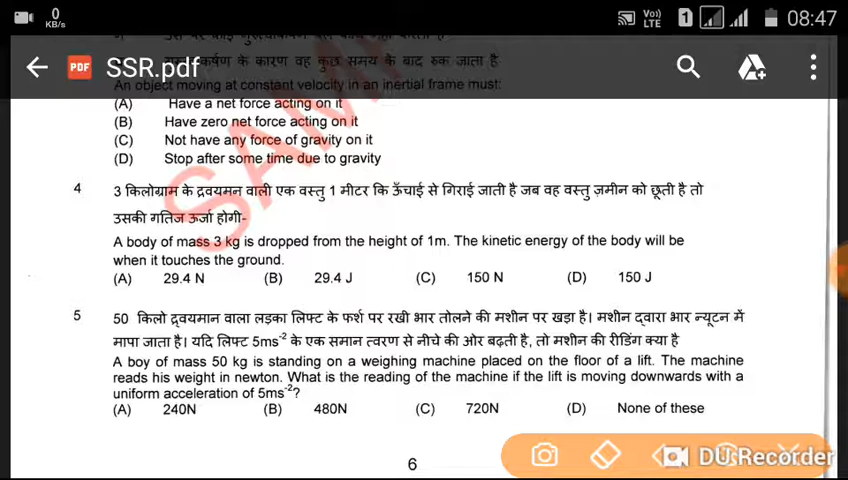 0
KB/s
Vo))
LTE
1
08:47
PDF
SSR.pdf
के कारण वह कुछ समय के बाद रुक जाता है
An object moving at constant velocity in an inertial frame must:
(A) Have a net force acting on it
(B) Have zero net force acting on it
(C) Not have any force of gravity on it
(D) Stop after some time due to gravity
4 3 किलोग्राम के द्रवयमन वाली एक वस्तु 1 मीटर कि ऊँचाई से गिराई जाती है जब वह वस्तु ज़मीन को छूती है तो
उसकी गतिज ऊर्जा होगी-
A body of mass 3 kg is dropped from the height of 1m. The kinetic energy of the body will be
when it touches the ground.
(A) 29.4 N (B) 29.4 J (C) 150 N (D) 150 J
5 50 किलो द्रवयमान वाला लड़का लिफ्ट के फर्श पर रखी भार तोलने की मशीन पर खड़ा है। मशीन द्वारा भार न्यूटन में
मापा जाता है। यदि लिफ्ट 5ms⁻² के एक समान त्वरण से नीचे की ओर बढ़ती है, तो मशीन की रीडिंग क्या है
A boy of mass 50 kg is standing on a weighing machine placed on the floor of a lift. The machine
reads his weight in newton. What is the reading of the machine if the lift is moving downwards with a
uniform acceleration of 5ms⁻²?
(A) 240N (B) 480N (C) 720N (D) None of these
6
DU Recorder